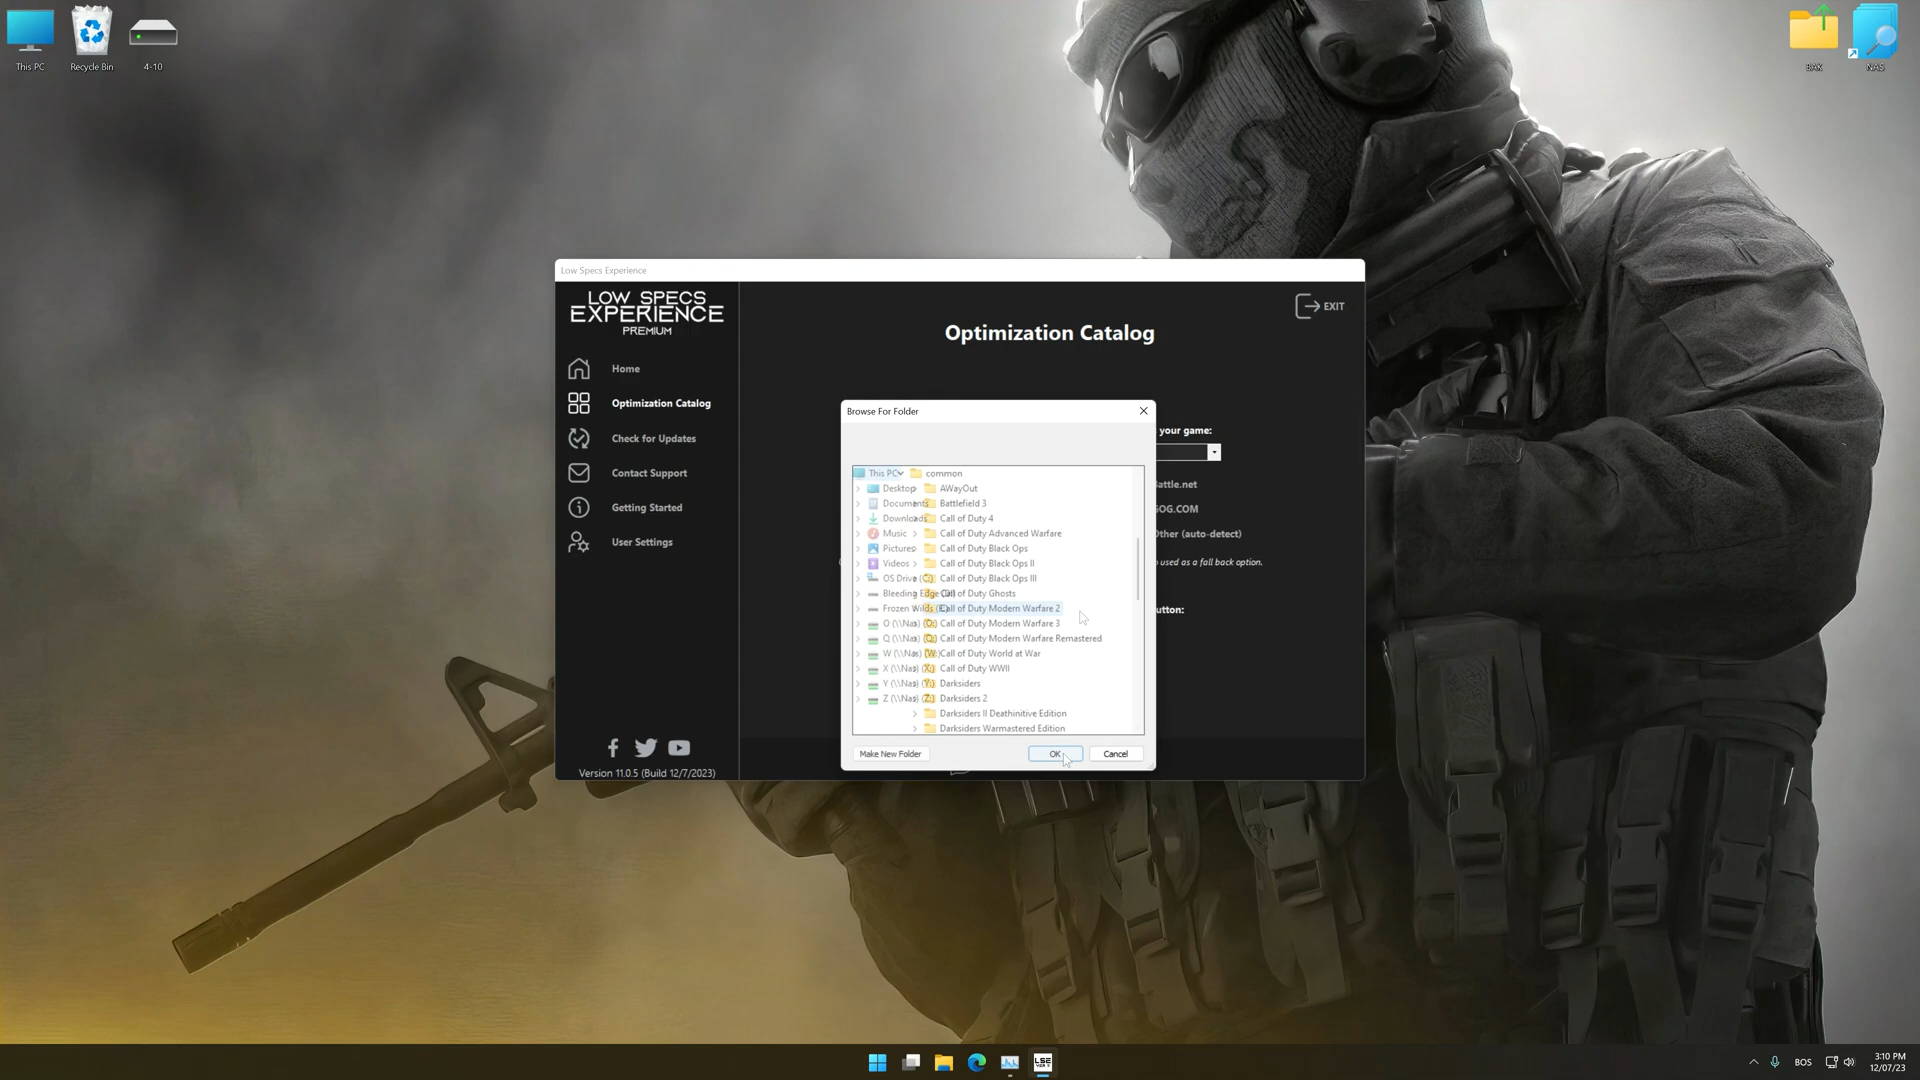 This PC
Recycle Bin
4-10
BAK
NAS
Low Specs Experience
LOW SPECS
EXPERIENCE
PREMIUM
EXIT
Optimization Catalog
Home
Optimization Catalog
Check for Updates
Contact Support
Getting Started
User Settings
Version 11.0.5 (Build 12/7/2023)
your game:
attle.net
GOG.COM
Other (auto-detect)
used as a fall back option.
utton:
Browse For Folder
This PC
common
Desktop
AWayOut
Documents
Battlefield 3
Downloads
Call of Duty 4
Music
Call of Duty Advanced Warfare
Pictures
Call of Duty Black Ops
Videos
Call of Duty Black Ops II
OS Drive (C:)
Call of Duty Black Ops III
Bleeding Edge (D:)
Call of Duty Ghosts
Frozen Wilds (E:)
Call of Duty Modern Warfare 2
O (\\Nas) (O:)
Call of Duty Modern Warfare 3
Q (\\Nas) (Q:)
Call of Duty Modern Warfare Remastered
W (\\Nas) (W:)
Call of Duty World at War
X (\\Nas) (X:)
Call of Duty WWII
Y (\\Nas) (Y:)
Darksiders
Z (\\Nas) (Z:)
Darksiders 2
Darksiders II Deathinitive Edition
Darksiders Warmastered Edition
Make New Folder
OK
Cancel
LSE
BOS
3:10 PM
12/07/23